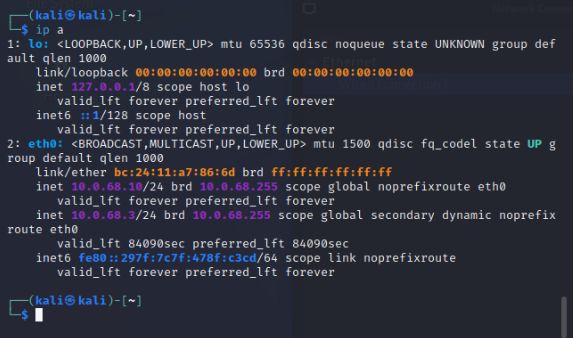 ┌──(kali㉿kali)-[~]
└─$ ip a
1: lo: <LOOPBACK,UP,LOWER_UP> mtu 65536 qdisc noqueue state UNKNOWN group def
ault qlen 1000
    link/loopback 00:00:00:00:00:00 brd 00:00:00:00:00:00
    inet 127.0.0.1/8 scope host lo
       valid_lft forever preferred_lft forever
    inet6 ::1/128 scope host
       valid_lft forever preferred_lft forever
2: eth0: <BROADCAST,MULTICAST,UP,LOWER_UP> mtu 1500 qdisc fq_codel state UP g
roup default qlen 1000
    link/ether bc:24:11:a7:86:6d brd ff:ff:ff:ff:ff:ff
    inet 10.0.68.10/24 brd 10.0.68.255 scope global noprefixroute eth0
    inet 10.0.68.3/24 brd 10.0.68.255 scope global secondary dynamic noprefix
route eth0
       valid_lft 84090sec preferred_lft 84090sec
    inet6 fe80::297f:7c7f:478f:c3cd/64 scope link noprefixroute
       valid_lft forever preferred_lft forever
┌──(kali㉿kali)-[~]
└─$